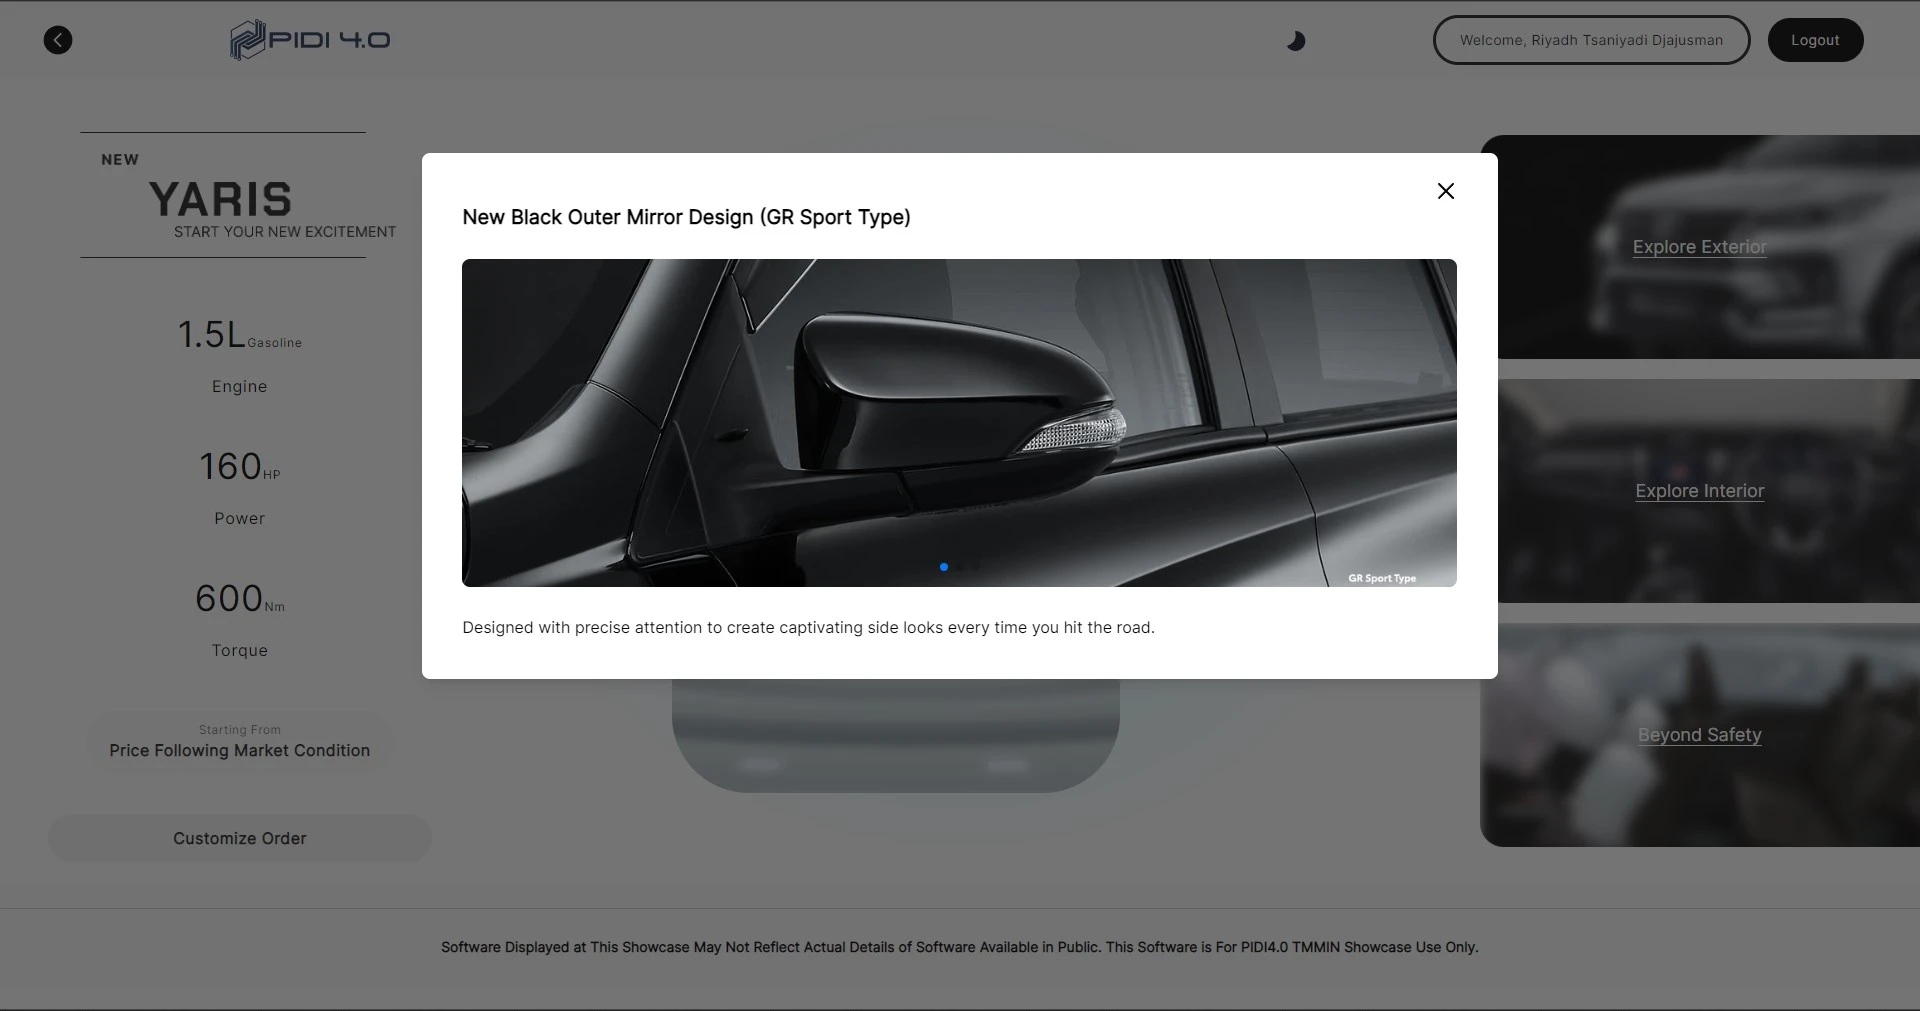 PIDI 4.0
Welcome, Riyadh Tsaniyadi Djajusman
Logout
NEW
YARIS
START YOUR NEW EXCITEMENT
1.5L Gasoline
Engine
160 HP
Power
600 Nm
Torque
Starting From
Price Following Market Condition
Customize Order
New Black Outer Mirror Design (GR Sport Type)
GR Sport Type
Designed with precise attention to create captivating side looks every time you hit the road.
Explore Exterior
Explore Interior
Beyond Safety
Software Displayed at This Showcase May Not Reflect Actual Details of Software Available in Public. This Software is For PIDI4.0 TMMIN Showcase Use Only.